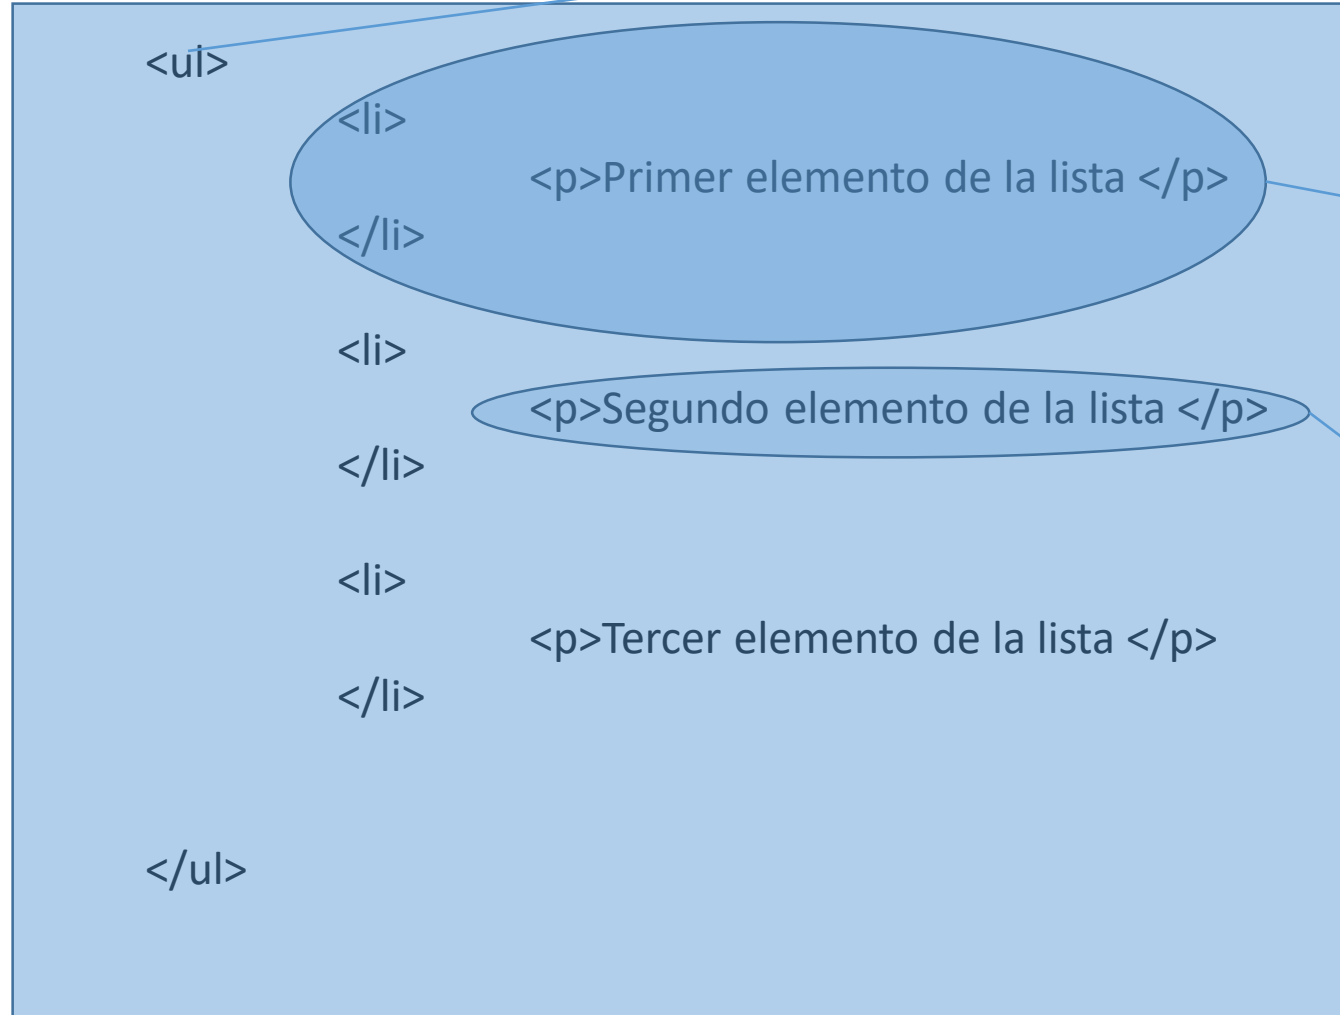 <ul>
<li>
<p>Primer elemento de la lista </p>
</li>
<li>
<p>Segundo elemento de la lista </p>
</li>
<li>
<p>Tercer elemento de la lista </p>
</li>
</ul>